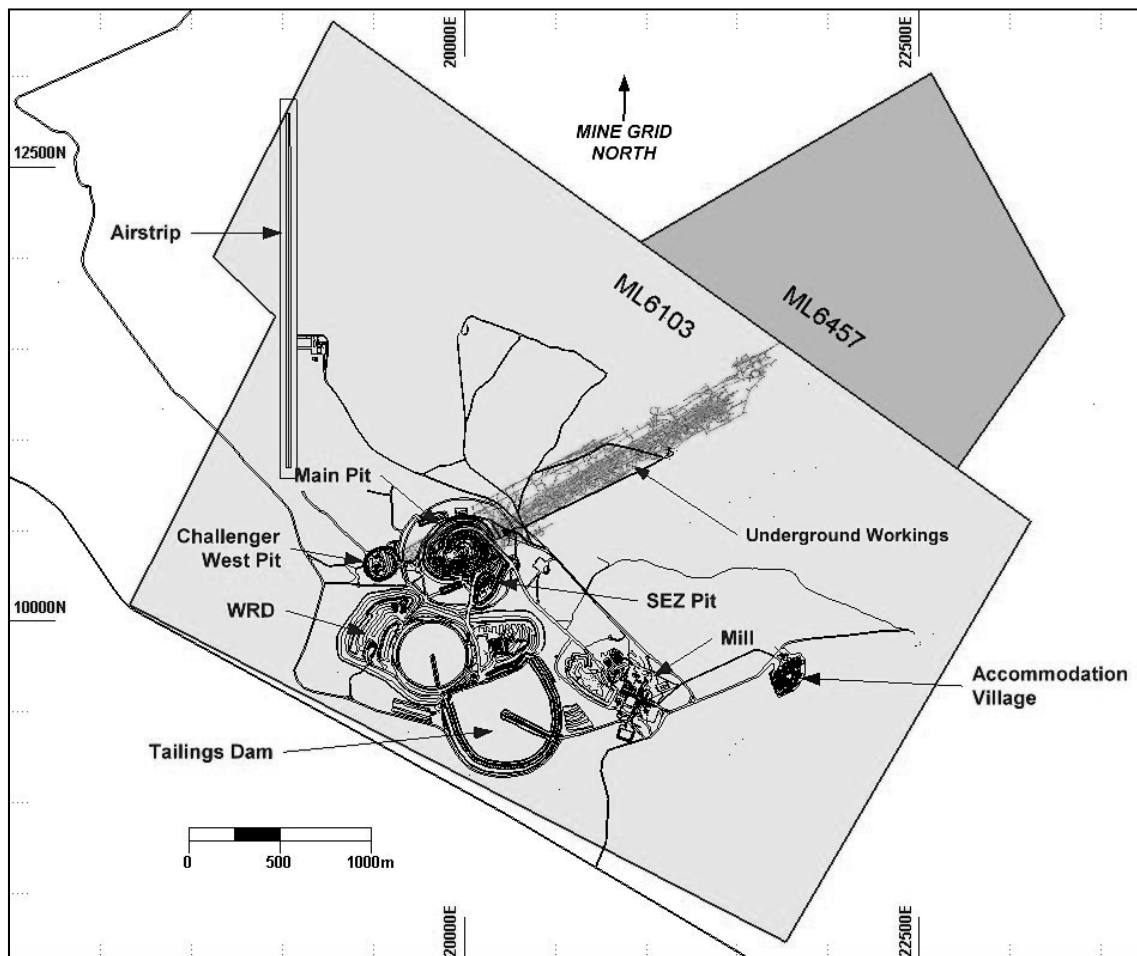 20000E
22500E
MINE GRID
NORTH
12500N
Airstrip
ML6103
ML6457
Main Pit
Challenger
West Pit
Underground Workings
10000N
WRD
SEZ Pit
Mill
Accommodation
Village
Tailings Dam
0 500 1000m
20000E
22500E